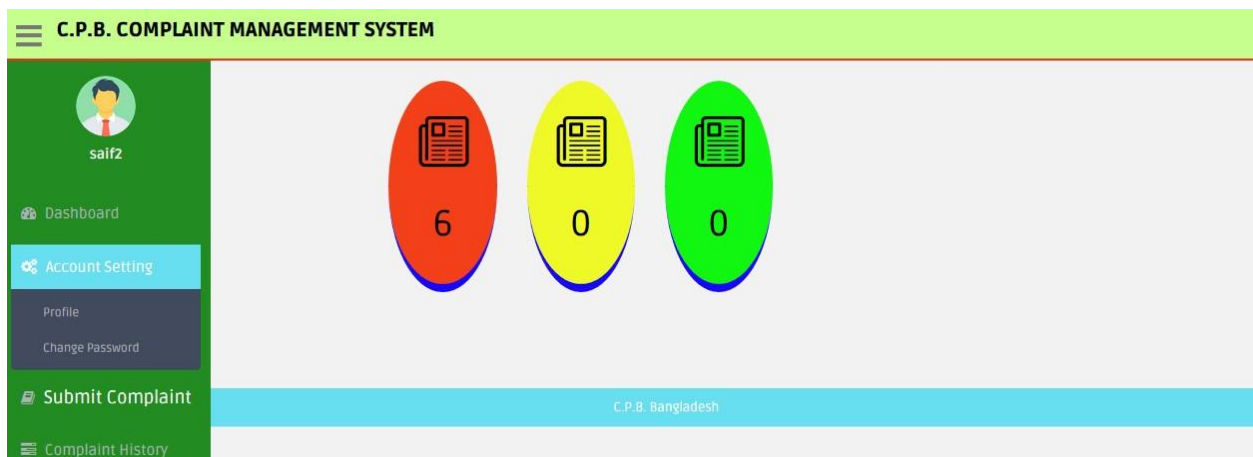 C.P.B. COMPLAINT MANAGEMENT SYSTEM
saif2
Dashboard
Account Setting
Profile
Change Password
Submit Complaint
Complaint History
6
0
0
C.P.B. Bangladesh